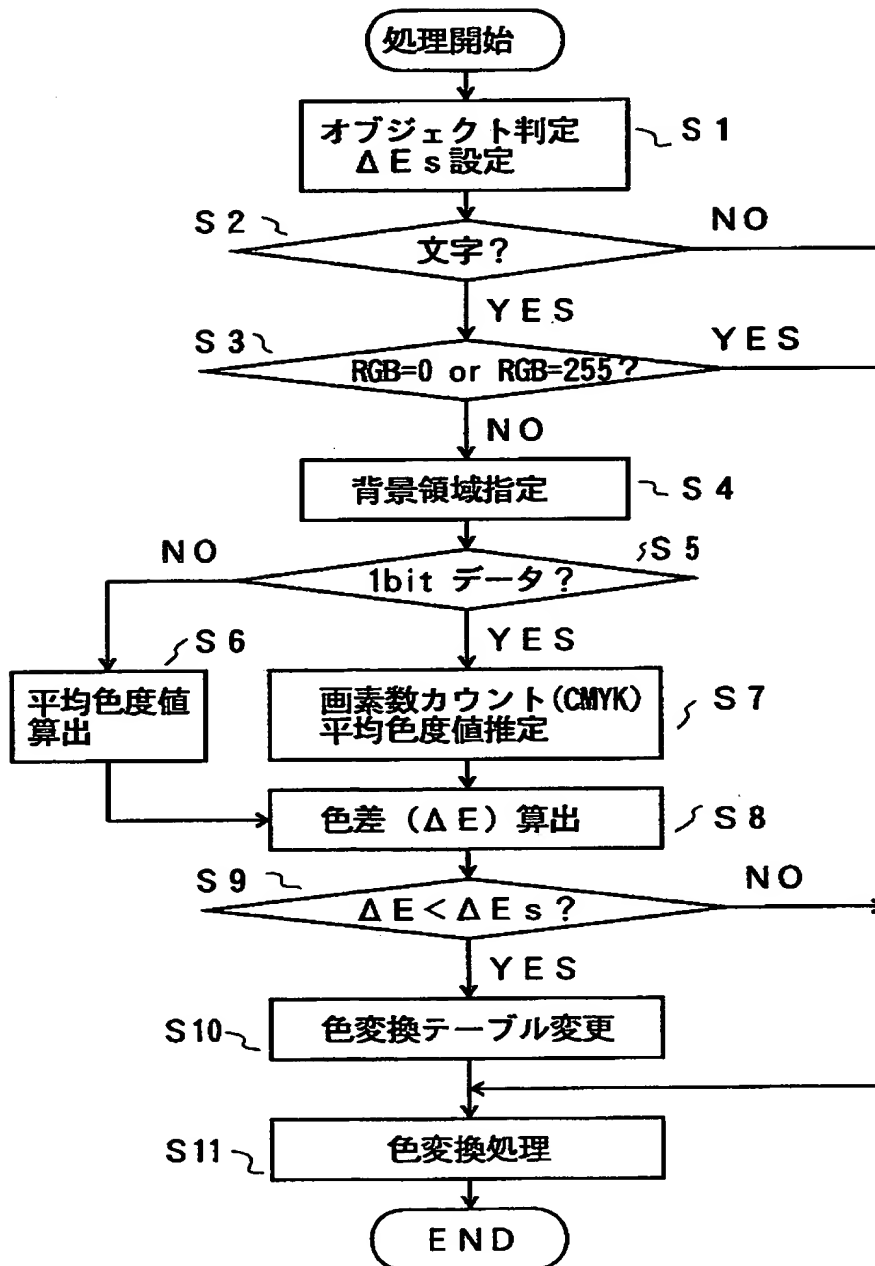 処理開始
オブジェクト判定
ΔEs設定
S1
S2
文字?
NO
YES
S3
RGB=0 or RGB=255?
YES
NO
背景領域指定
S4
NO
S5
1bit データ?
YES
S6
平均色度値
算出
画素数カウント(CMYK)
平均色度値推定
S7
色差(ΔE)算出
S8
S9
ΔE<ΔEs?
NO
YES
S10
色変換テーブル変更
S11
色変換処理
END